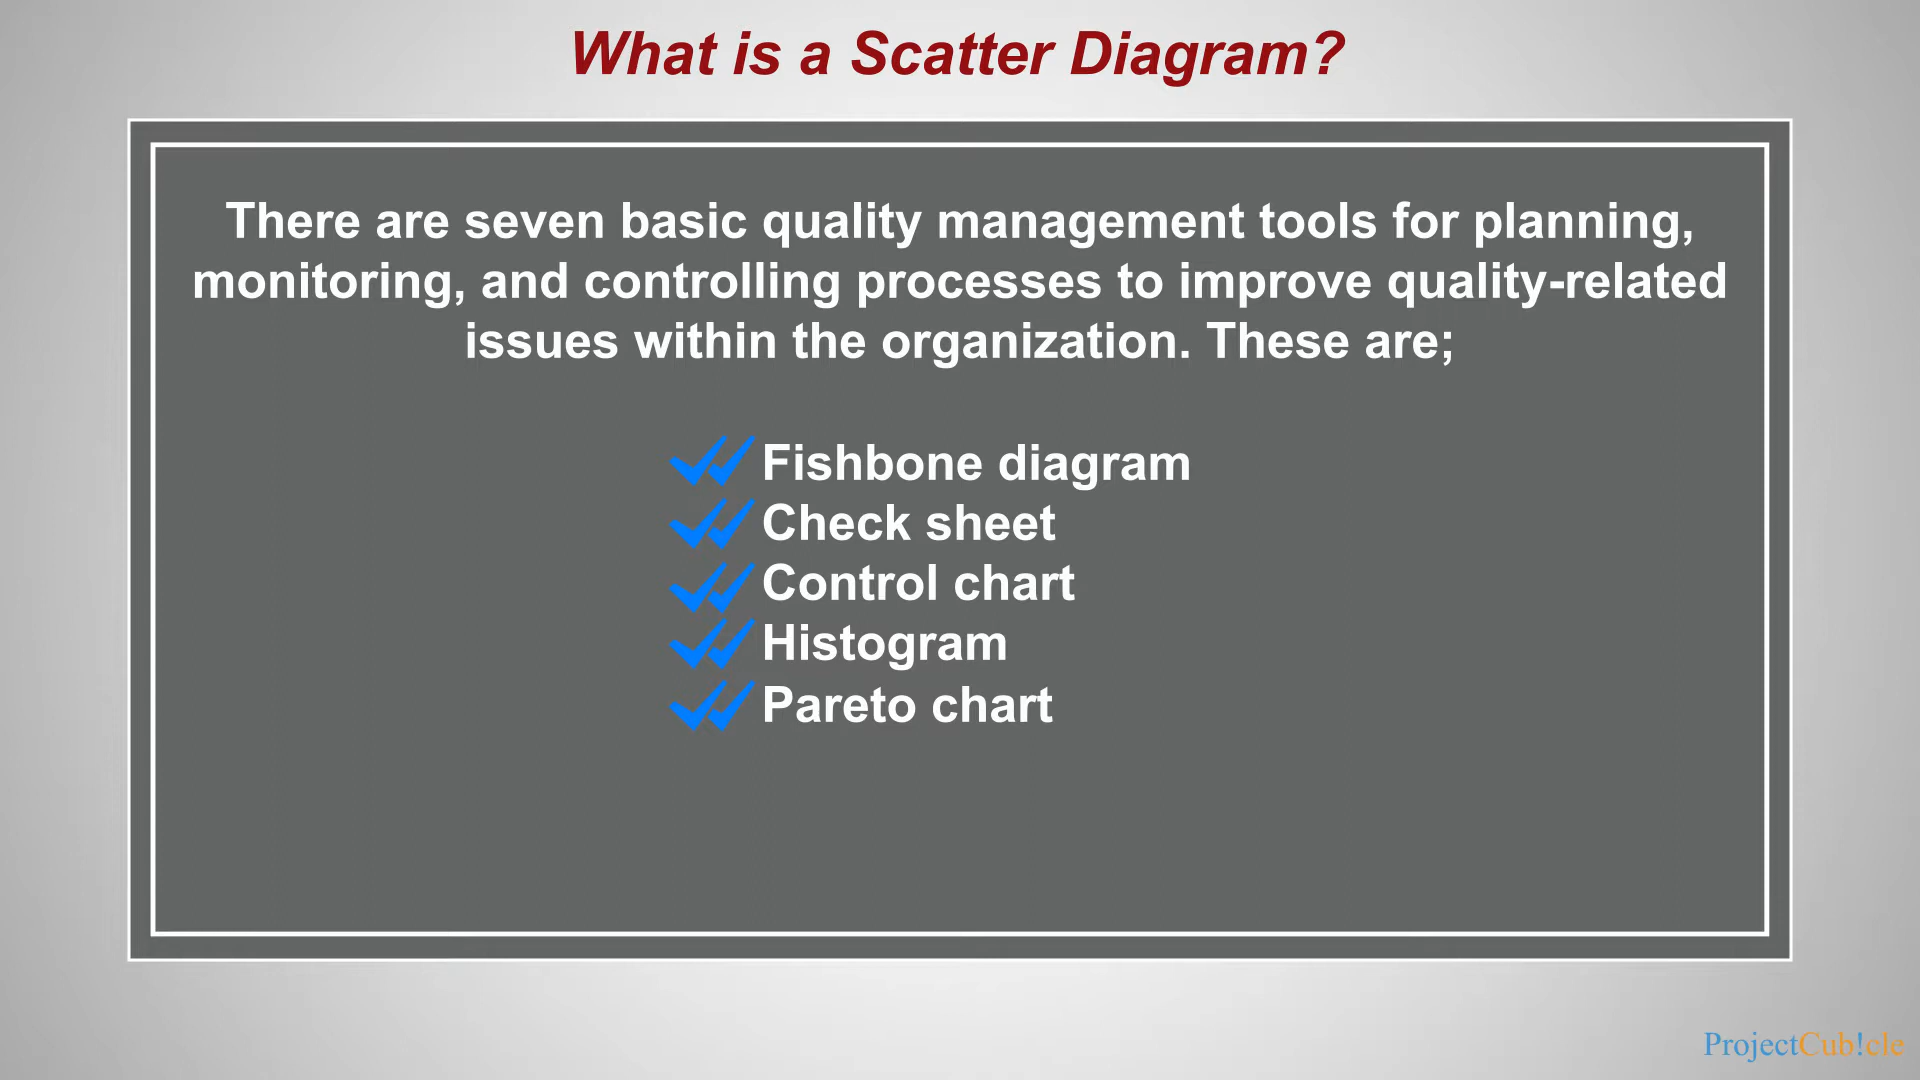 What is a Scatter Diagram?
There are seven basic quality management tools for planning,
monitoring, and controlling processes to improve quality-related
issues within the organization. These are;
Fishbone diagram
Check sheet
Control chart
Histogram
Pareto chart
ProjectCub!cle